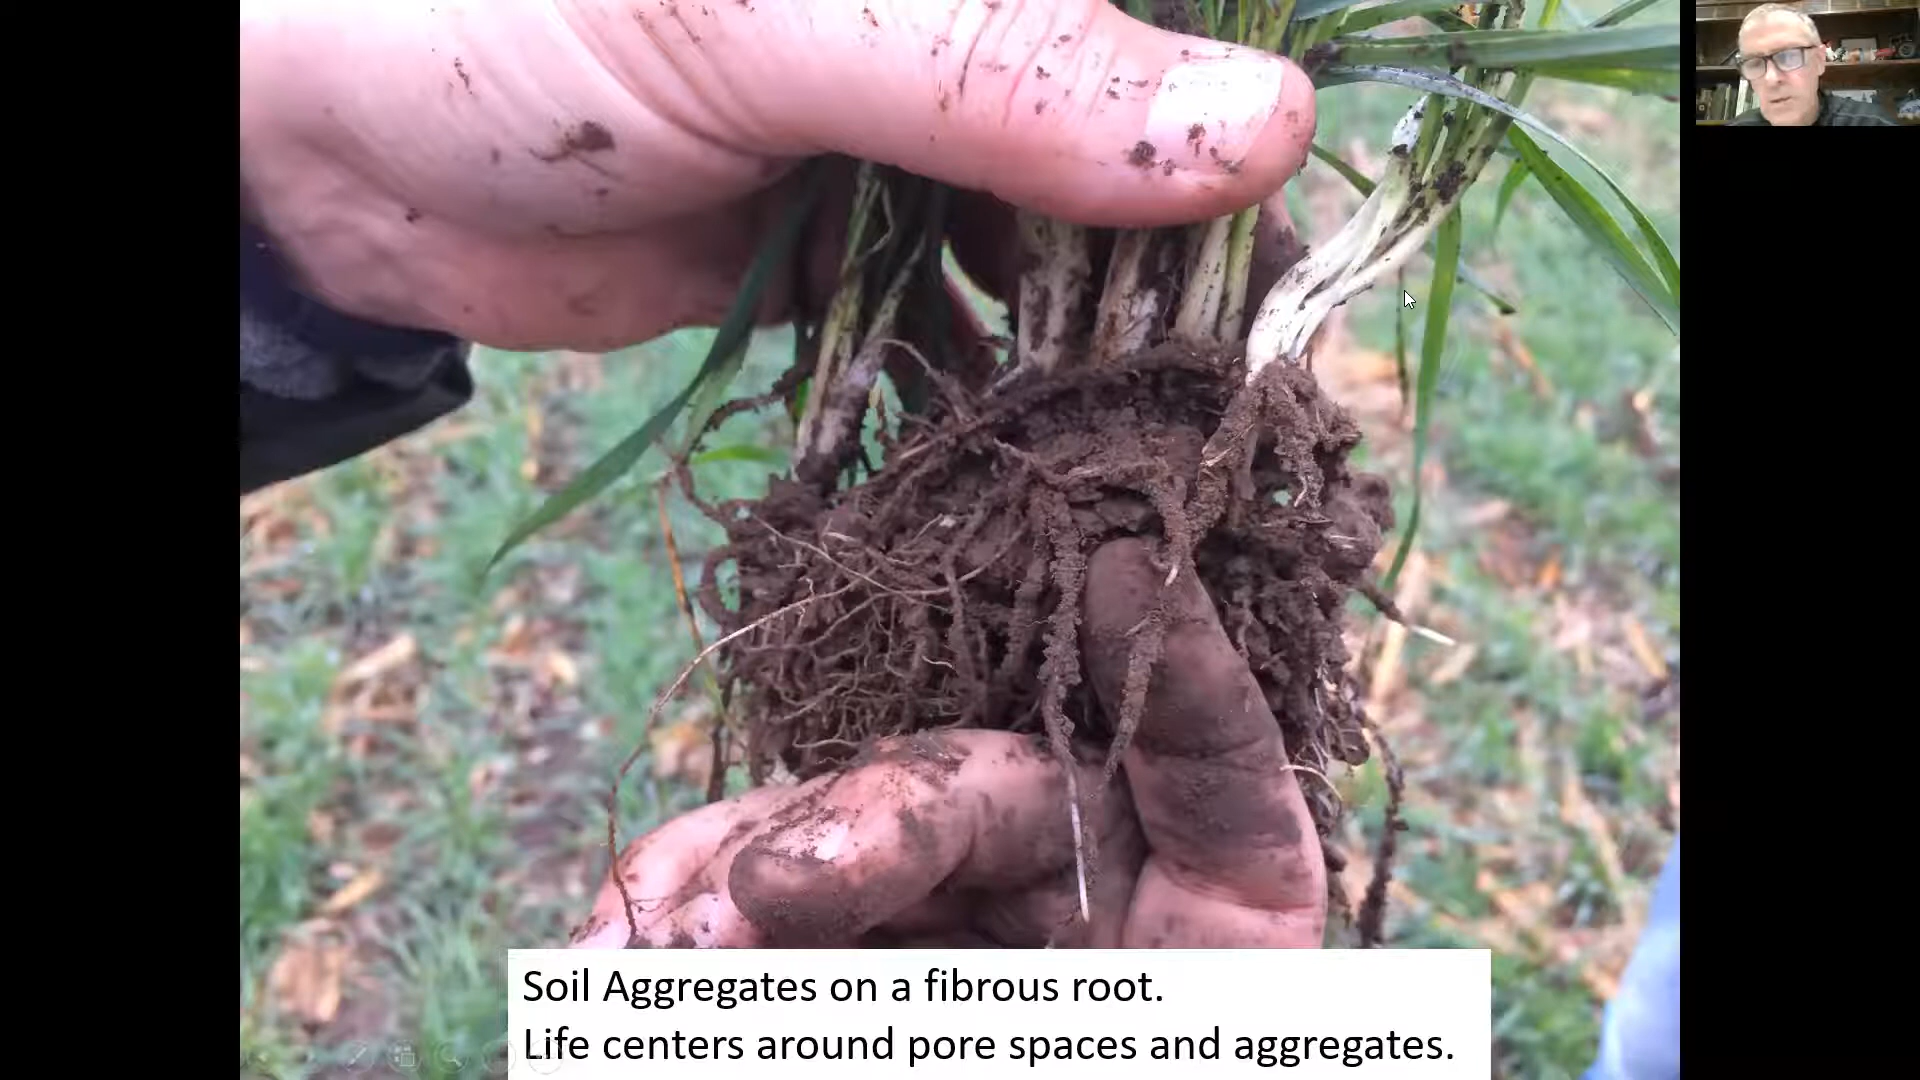 Soil Aggregates on a fibrous root.
Life centers around pore spaces and aggregates.